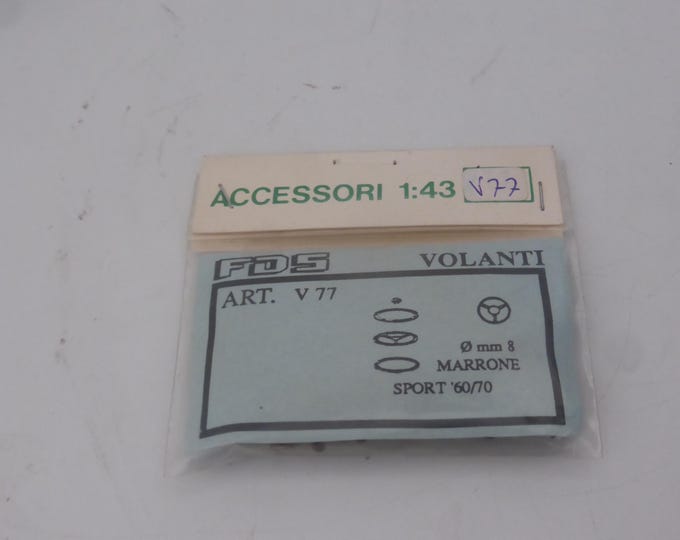 ACCESSORI 1:43 V77
FDS VOLANTI
ART. V 77
Ø mm 8
MARRONE
SPORT '60/70